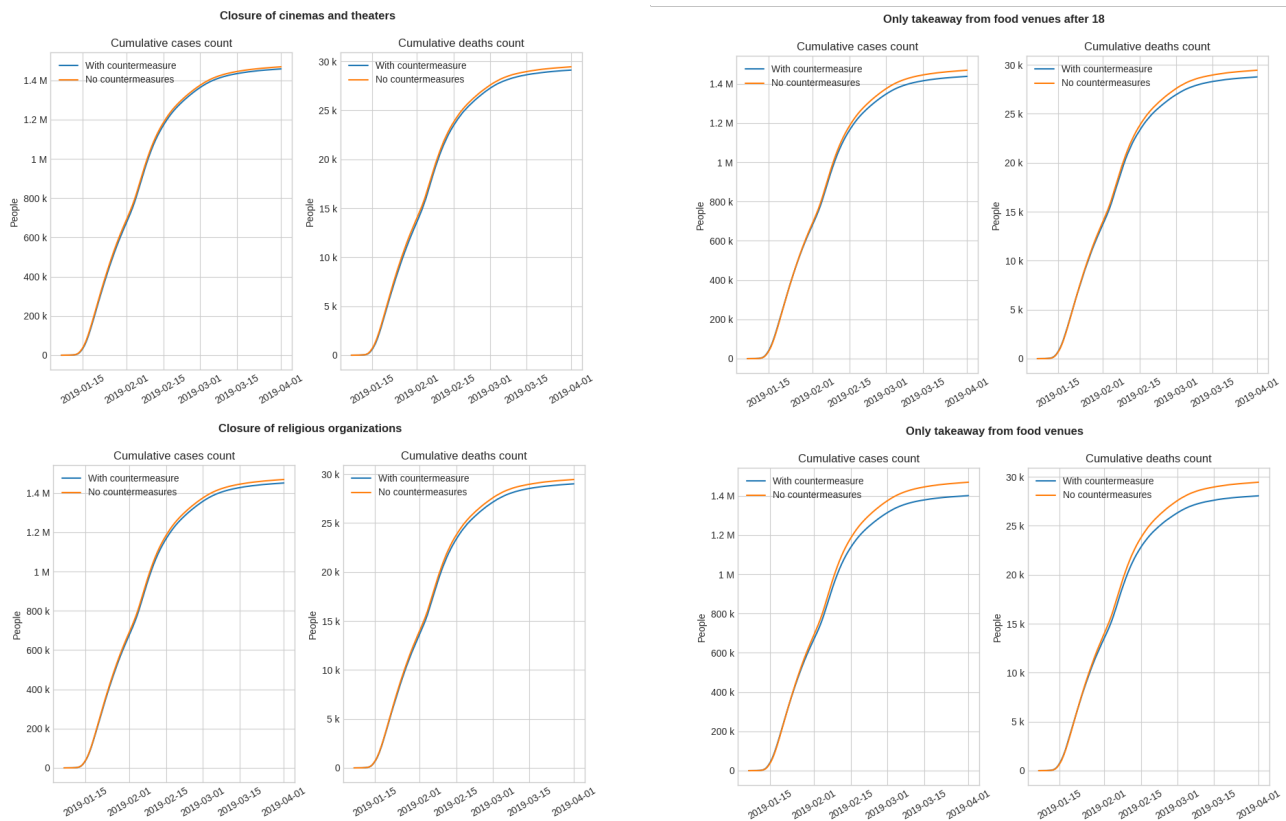 Closure of cinemas and theaters
Cumulative cases count
With countermeasure
No countermeasures
1.4 M
1.2 M
1 M
800 k
600 k
400 k
200 k
0
People
2019-01-15
2019-02-01
2019-02-15
2019-03-01
2019-03-15
2019-04-01
Cumulative deaths count
With countermeasure
No countermeasures
30 k
25 k
20 k
15 k
10 k
5 k
0
2019-01-15
2019-02-01
2019-02-15
2019-03-01
2019-03-15
2019-04-01
Only takeaway from food venues after 18
Cumulative cases count
With countermeasure
No countermeasures
1.4 M
1.2 M
1 M
800 k
600 k
400 k
200 k
0
People
2019-01-15
2019-02-01
2019-02-15
2019-03-01
2019-03-15
2019-04-01
Cumulative deaths count
With countermeasure
No countermeasures
30 k
25 k
20 k
15 k
10 k
5 k
0
2019-01-15
2019-02-01
2019-02-15
2019-03-01
2019-03-15
2019-04-01
Closure of religious organizations
Cumulative cases count
With countermeasure
No countermeasures
1.4 M
1.2 M
1 M
800 k
600 k
400 k
200 k
0
People
2019-01-15
2019-02-01
2019-02-15
2019-03-01
2019-03-15
2019-04-01
Cumulative deaths count
With countermeasure
No countermeasures
30 k
25 k
20 k
15 k
10 k
5 k
0
2019-01-15
2019-02-01
2019-02-15
2019-03-01
2019-03-15
2019-04-01
Only takeaway from food venues
Cumulative cases count
With countermeasure
No countermeasures
1.4 M
1.2 M
1 M
800 k
600 k
400 k
200 k
0
People
2019-01-15
2019-02-01
2019-02-15
2019-03-01
2019-03-15
2019-04-01
Cumulative deaths count
With countermeasure
No countermeasures
30 k
25 k
20 k
15 k
10 k
5 k
0
2019-01-15
2019-02-01
2019-02-15
2019-03-01
2019-03-15
2019-04-01